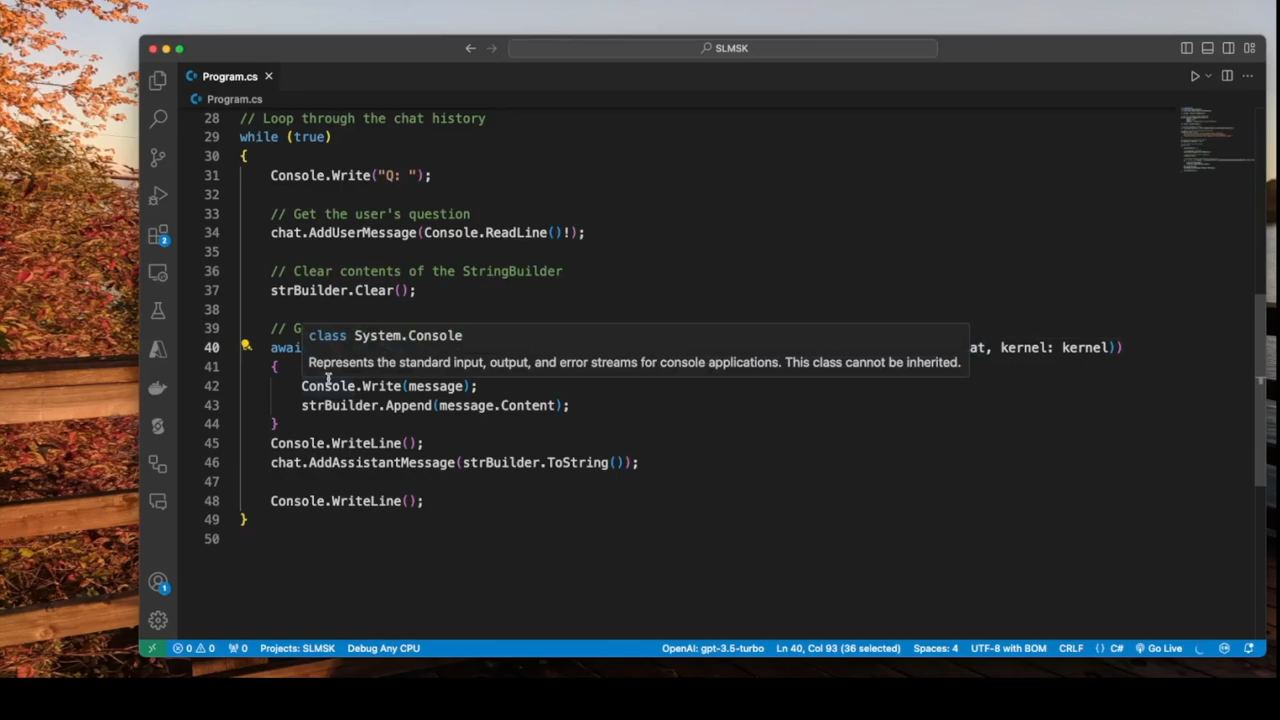 SLMSK
Program.cs
Program.cs
28 // Loop through the chat history
29 while (true)
30 {
31 Console.Write("Q: ");
32
33 // Get the user's question
34 chat.AddUserMessage(Console.ReadLine()!);
35
36 // Clear contents of the StringBuilder
37 strBuilder.Clear();
38
39 // G
class System.Console
40 awai at, kernel: kernel))
Represents the standard input, output, and error streams for console applications. This class cannot be inherited.
41 {
42 Console.Write(message);
43 strBuilder.Append(message.Content);
44 }
45 Console.WriteLine();
46 chat.AddAssistantMessage(strBuilder.ToString());
47
48 Console.WriteLine();
49 }
50
2
1
0 0 0 Projects: SLMSK Debug Any CPU OpenAI: gpt-3.5-turbo Ln 40, Col 93 (36 selected) Spaces: 4 UTF-8 with BOM CRLF {} C# Go Live